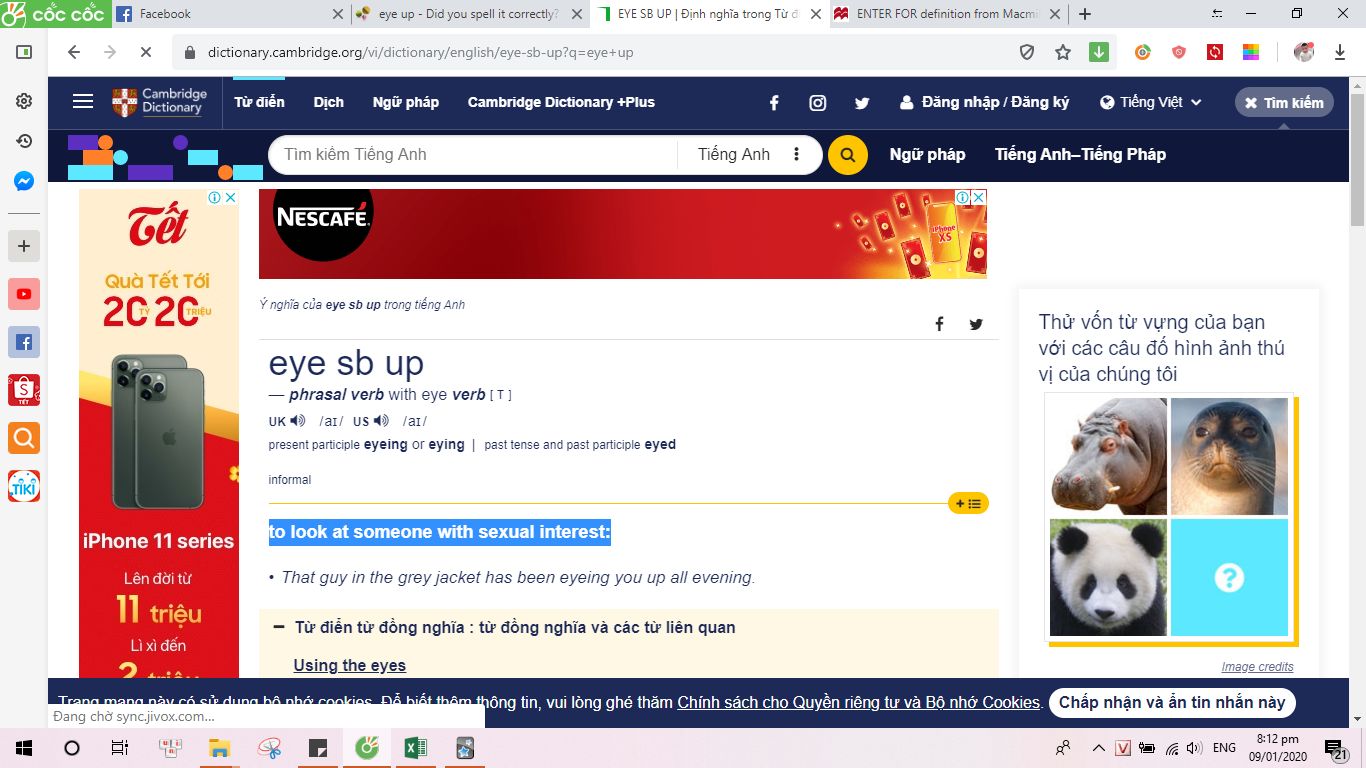 cốc cốc
Facebook
eye up - Did you spell it correctly?
EYE SB UP | Định nghĩa trong Từ đ
ENTER FOR definition from Macmi
dictionary.cambridge.org/vi/dictionary/english/eye-sb-up?q=eye+up
Cambridge
Dictionary
Từ điển
Dịch
Ngữ pháp
Cambridge Dictionary +Plus
Đăng nhập / Đăng ký
Tiếng Việt
Tìm kiếm
Tìm kiếm Tiếng Anh
Tiếng Anh
Ngữ pháp
Tiếng Anh–Tiếng Pháp
Tết
Quà Tết Tới
20 TỶ 20 TRIỆU
iPhone 11 series
Lên đời từ
11 triệu
Lì xì đến
2 triệu
NESCAFÉ.
iPhone
XS
Ý nghĩa của eye sb up trong tiếng Anh
eye sb up
— phrasal verb with eye verb [ T ]
UK /aɪ/ US /aɪ/
present participle eyeing or eying | past tense and past participle eyed
informal
to look at someone with sexual interest:
• That guy in the grey jacket has been eyeing you up all evening.
Từ điển từ đồng nghĩa : từ đồng nghĩa và các từ liên quan
Using the eyes
Thử vốn từ vựng của bạn
với các câu đố hình ảnh thú
vị của chúng tôi
?
Image credits
Trang mạng này có sử dụng bộ nhớ cookies. Để biết thêm thông tin, vui lòng ghé thăm Chính sách cho Quyền riêng tư và Bộ nhớ Cookies.
Chấp nhận và ẩn tin nhắn này
Đang chờ sync.jivox.com...
TẾT
TIKI
ENG
8:12 pm
09/01/2020
21